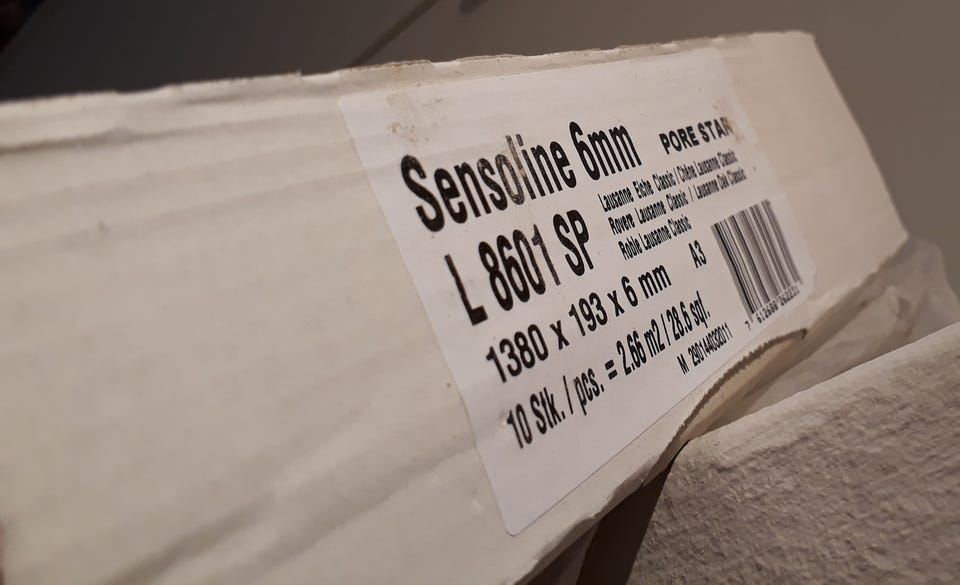 Sensoline 6mm
PORE STAR
L 8601 SP
Lausanne Eiche Classic / Chêne Lausanne Classic
Rovere Lausanne Classic / Lausanne Oak Classic
Roble Lausanne Classic
1380 x 193 x 6 mm
A3
10 Stk. / pcs. = 2.66 m2 / 28.6 sqf.
M 290144032011